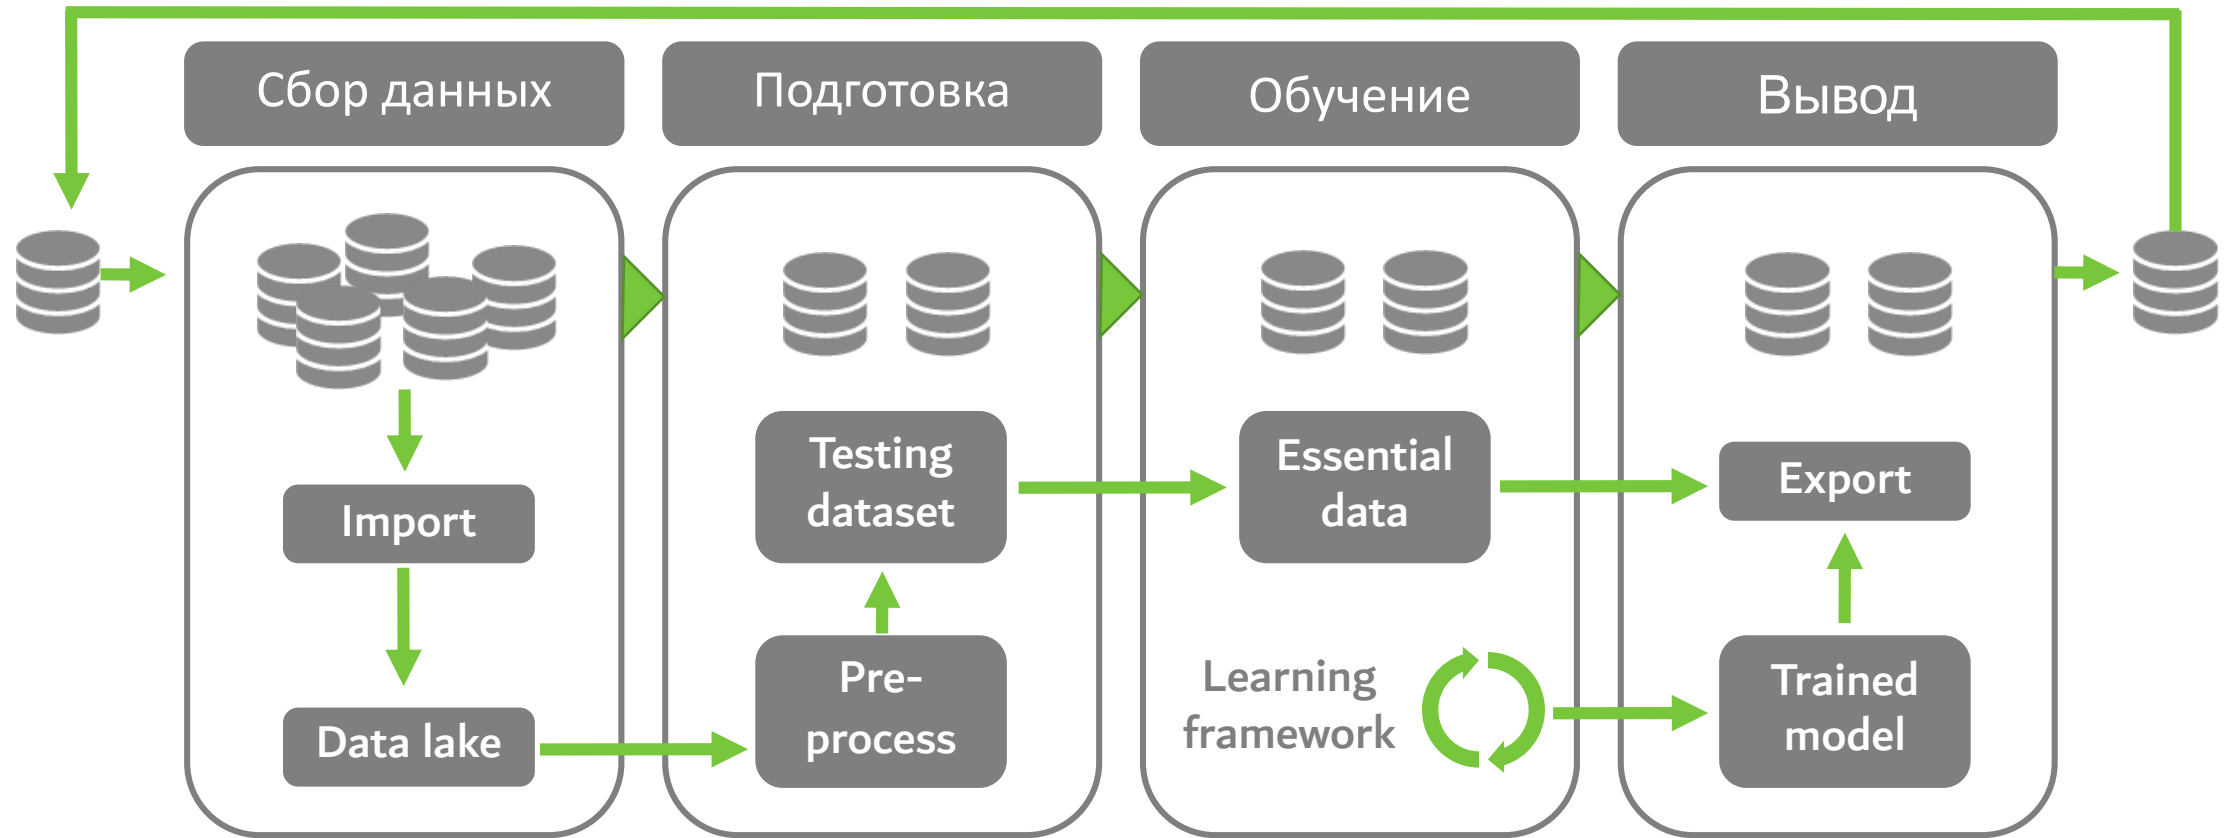 Сбор данных
Подготовка
Обучение
Вывод
Import
Data lake
Testing
dataset
Pre-
process
Essential
data
Learning
framework
Export
Trained
model